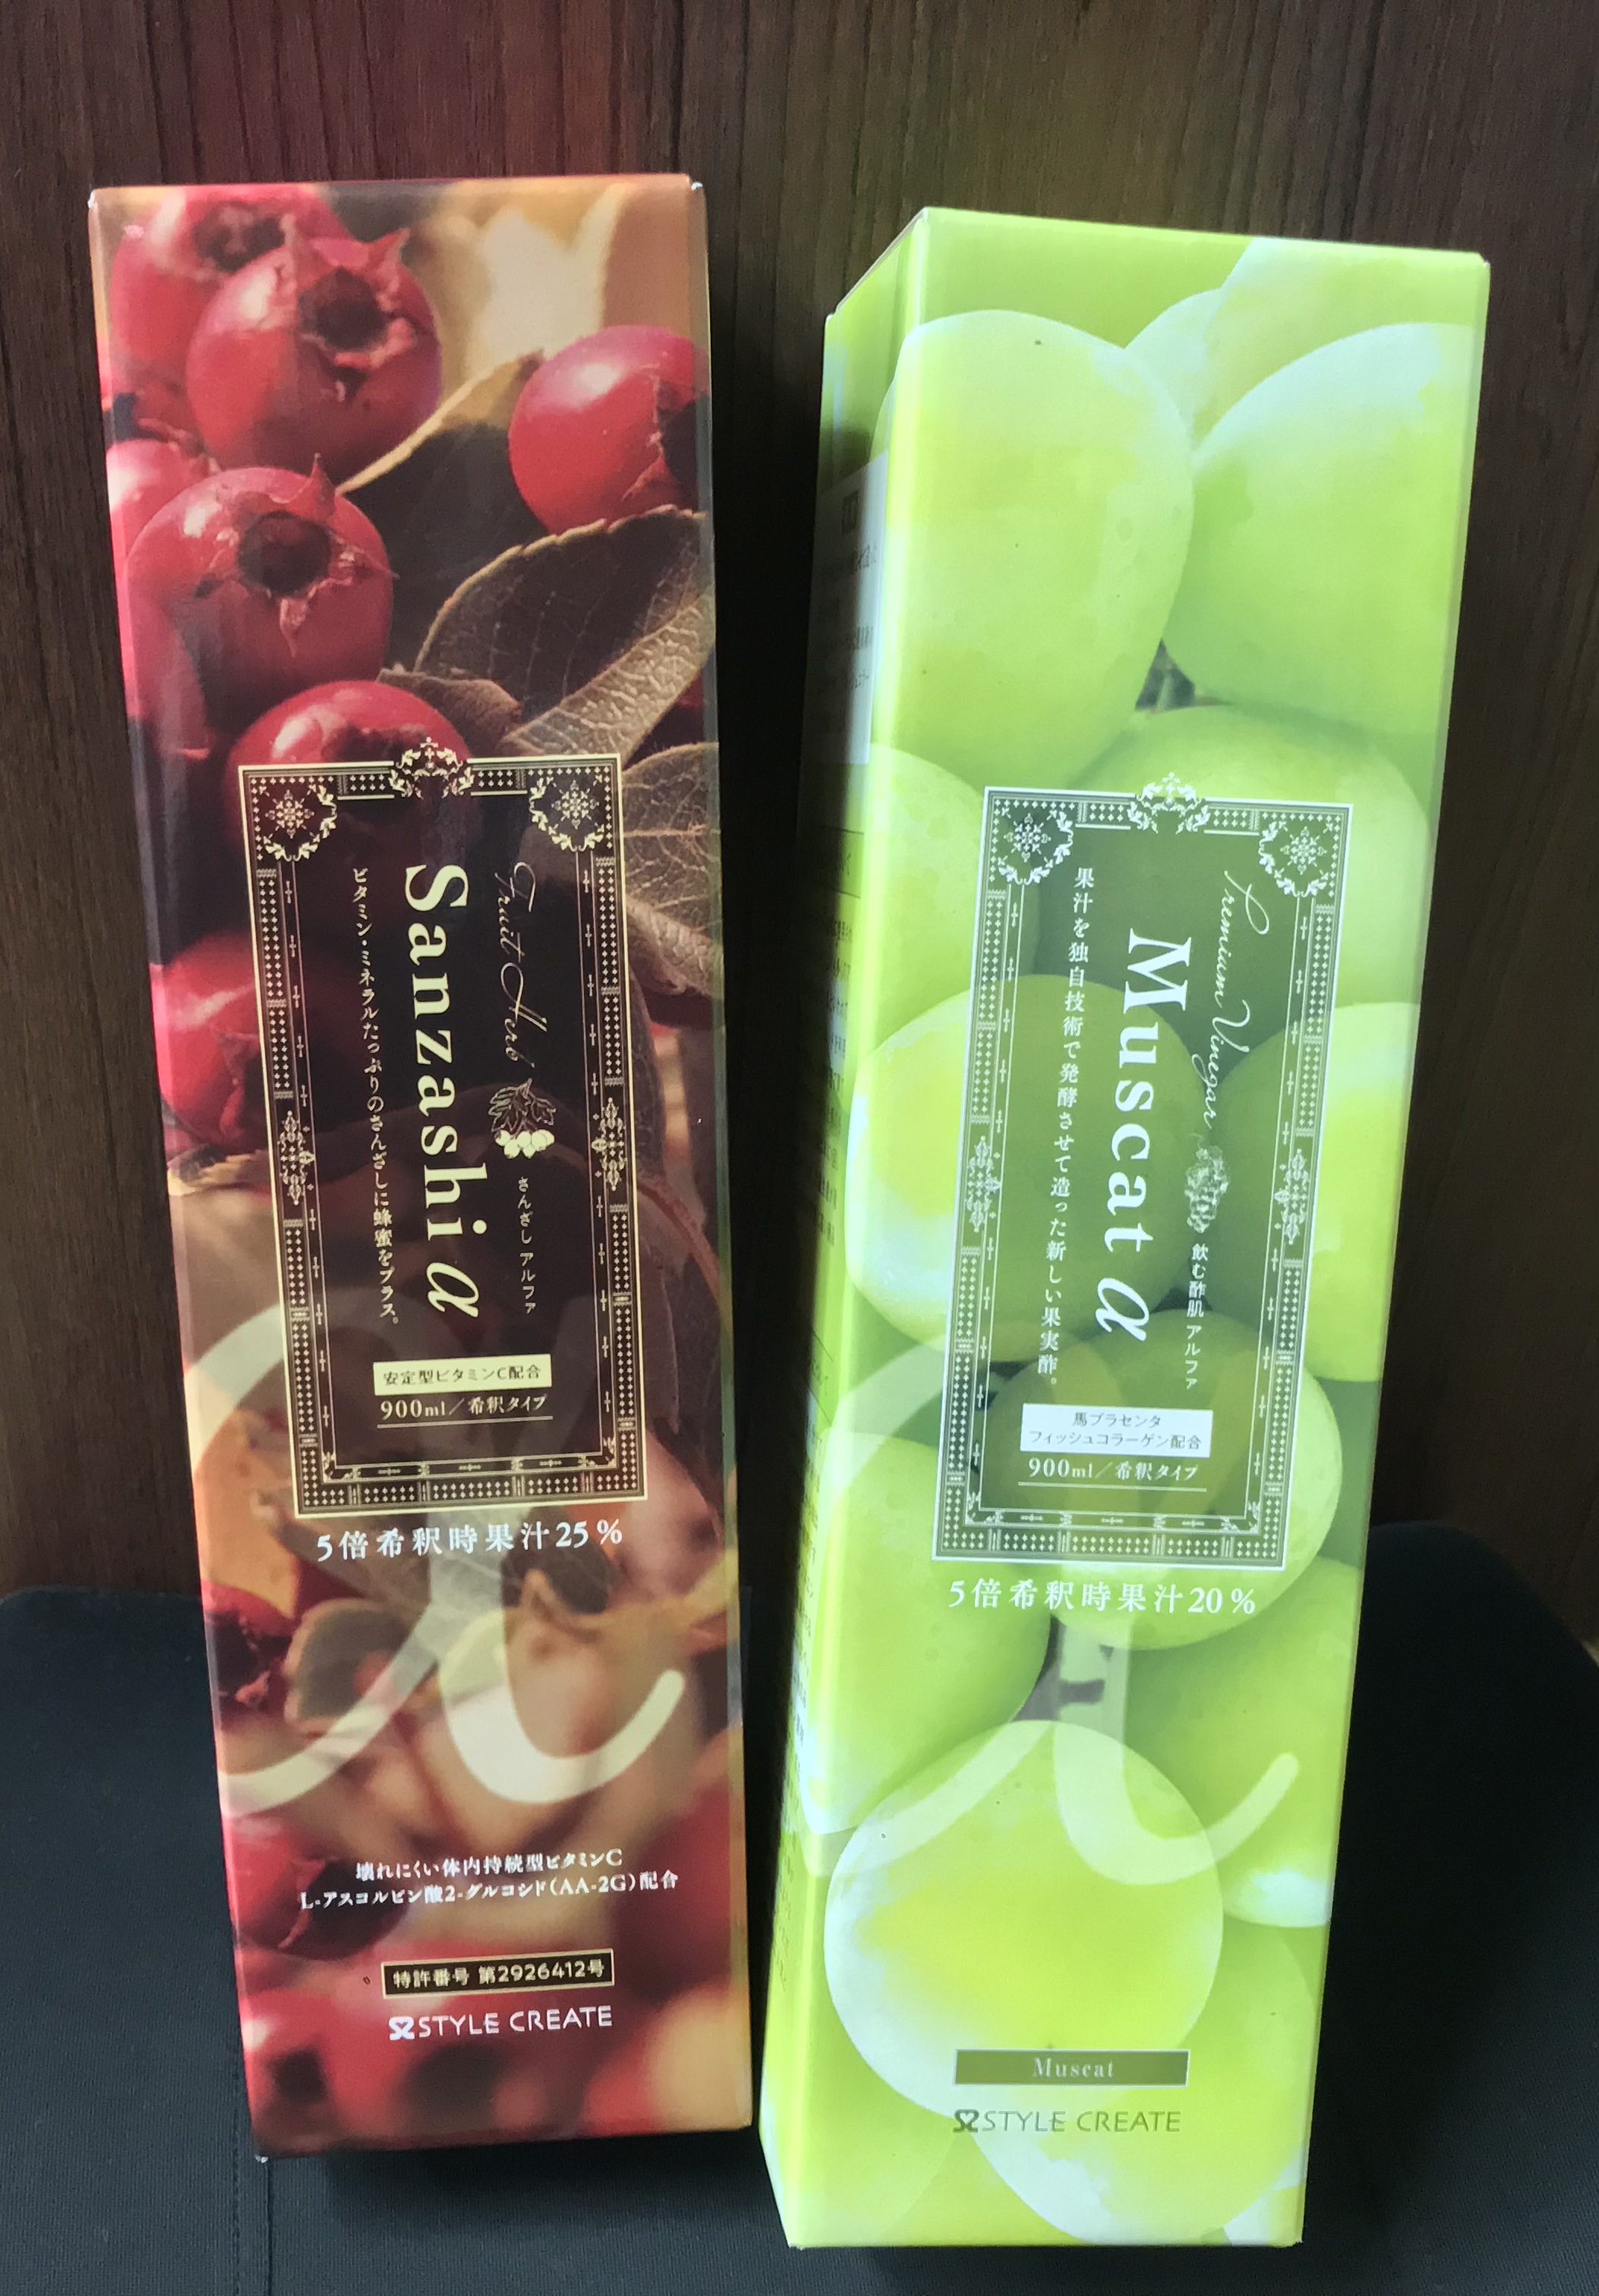 Fruit Herb
さんざし アルファ
Sanzashi α
ビタミン・ミネラルたっぷりのさんざしに蜂蜜をプラス。
安定型ビタミンC配合
900ml／希釈タイプ
5倍希釈時果汁25%
壊れにくい体内持続型ビタミンC
L-アスコルビン酸2-グルコシド(AA-2G)配合
特許番号 第2926412号
STYLE CREATE
Premium Vinegar
飲む酢肌 アルファ
Muscat α
果汁を独自技術で発酵させて造った新しい果実酢。
馬プラセンタ
フィッシュコラーゲン配合
900ml／希釈タイプ
5倍希釈時果汁20%
Muscat
STYLE CREATE